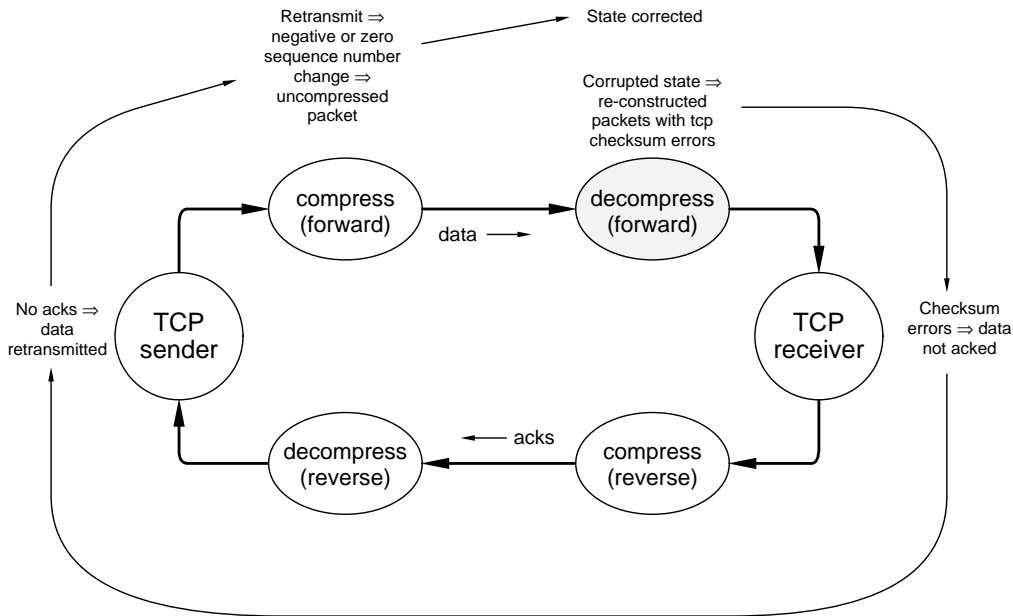 Retransmit ⇒
negative or zero
sequence number
change ⇒
uncompressed
packet
State corrected
Corrupted state ⇒
re-constructed
packets with tcp
checksum errors
compress
(forward)
decompress
(forward)
data
No acks ⇒
data
retransmitted
TCP
sender
TCP
receiver
Checksum
errors ⇒ data
not acked
decompress
(reverse)
acks
compress
(reverse)